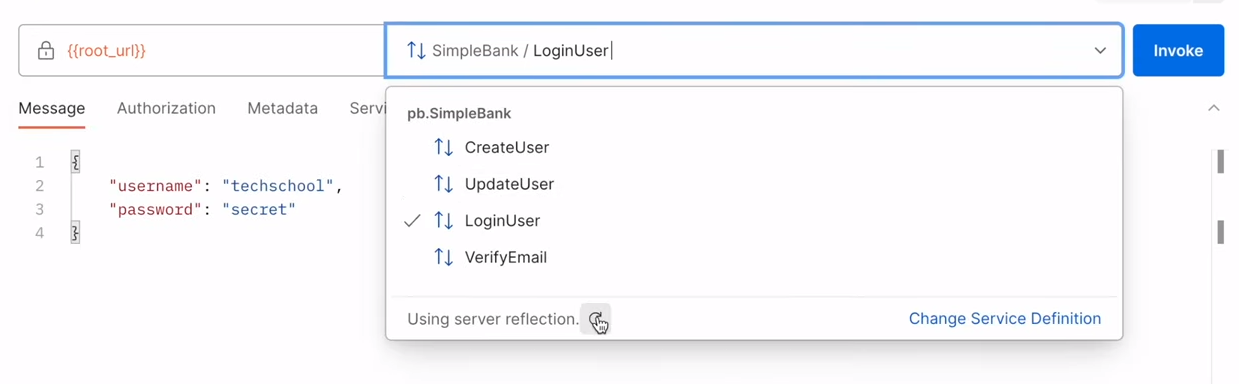 {{root_url}}
SimpleBank / LoginUser
Invoke
Message Authorization Metadata Servi
pb.SimpleBank
CreateUser
UpdateUser
LoginUser
VerifyEmail
Using server reflection.
Change Service Definition
1 {
2 "username": "techschool",
3 "password": "secret"
4 }